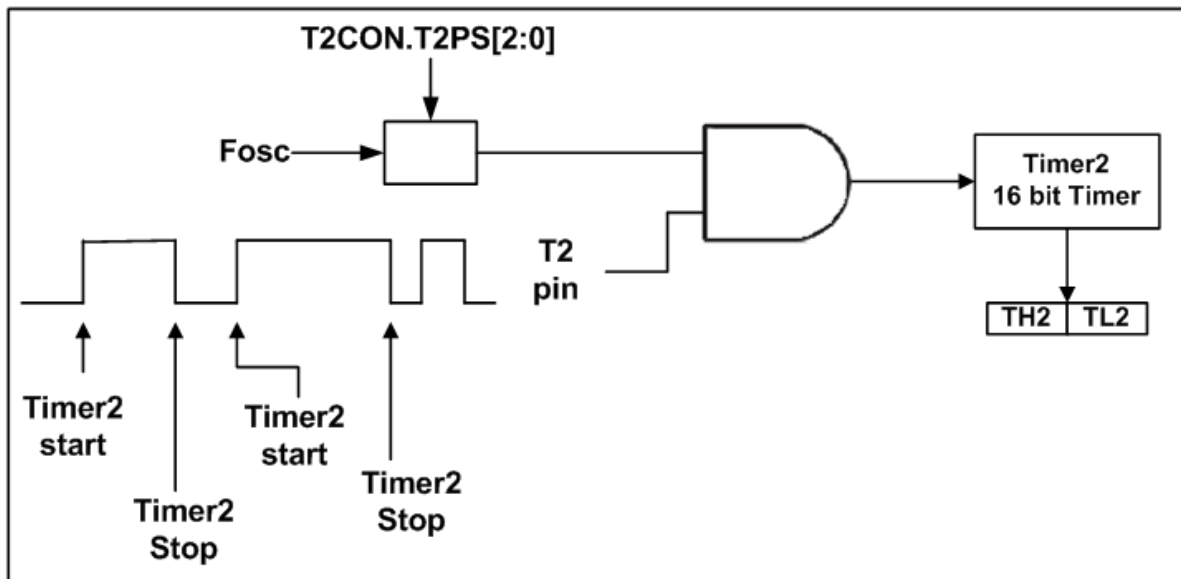 T2CON.T2PS[2:0]
Fosc
Timer2
16 bit Timer
T2
pin
TH2 TL2
Timer2
start
Timer2
start
Timer2
Stop
Timer2
Stop